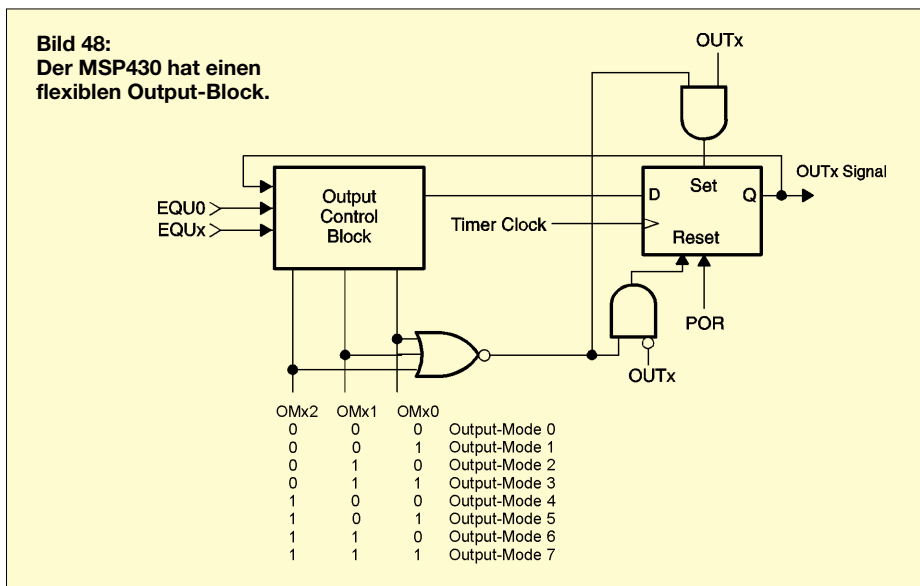 Bild 48:
Der MSP430 hat einen
flexiblen Output-Block.
OUTx
Output
Control
Block
EQU0
EQUx
Timer Clock
D
Set
Q
Reset
OUTx Signal
POR
OUTx
OMx2 OMx1 OMx0
0 0 0 Output-Mode 0
0 0 1 Output-Mode 1
0 1 0 Output-Mode 2
0 1 1 Output-Mode 3
1 0 0 Output-Mode 4
1 0 1 Output-Mode 5
1 1 0 Output-Mode 6
1 1 1 Output-Mode 7